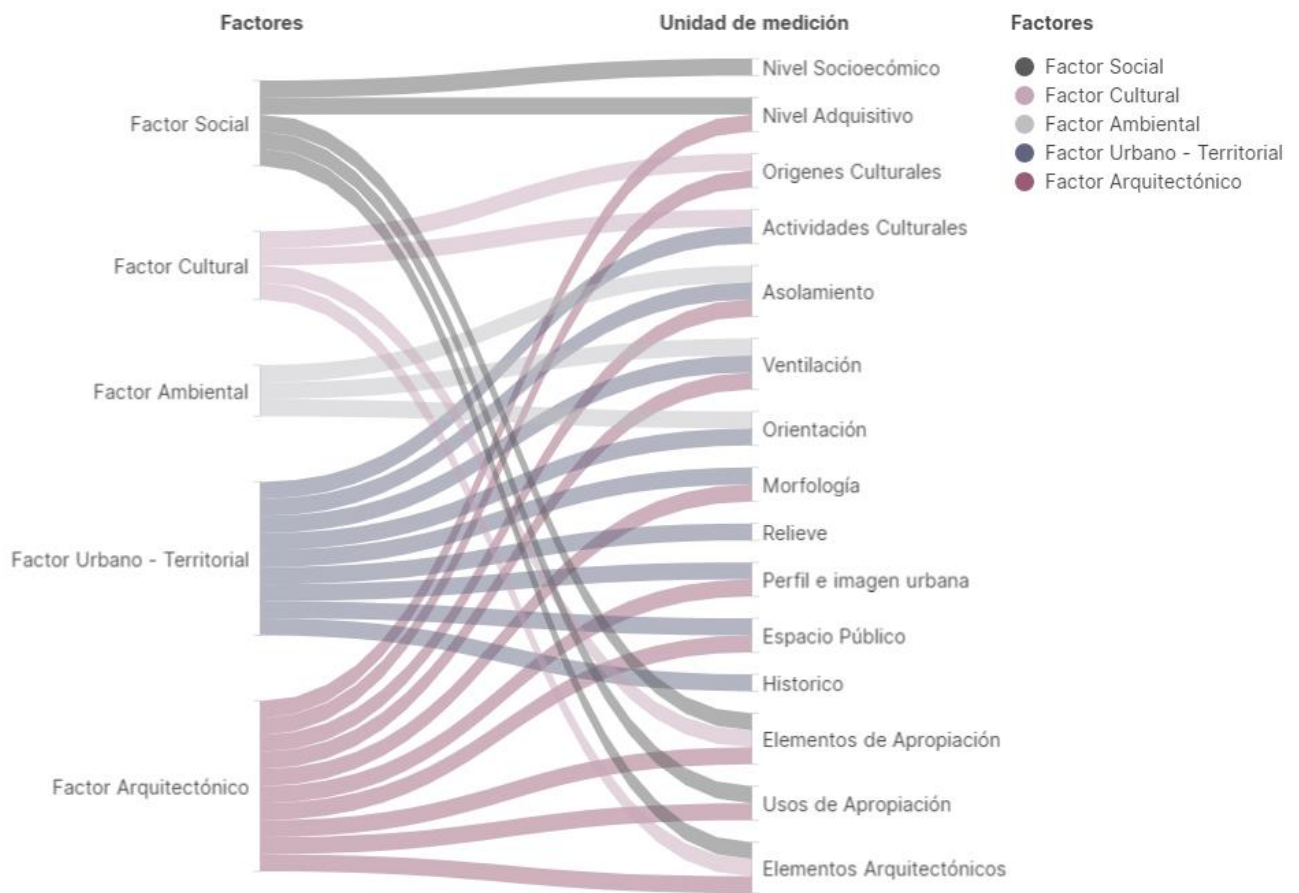 Factores
Unidad de medición
Factores
Factor Social
Factor Cultural
Factor Ambiental
Factor Urbano - Territorial
Factor Arquitectónico
Nivel Socioecómico
Nivel Adquisitivo
Origenes Culturales
Actividades Culturales
Asolamiento
Ventilación
Orientación
Morfología
Relieve
Perfil e imagen urbana
Espacio Público
Historico
Elementos de Apropiación
Usos de Apropiación
Elementos Arquitectónicos
Factor Social
Factor Cultural
Factor Ambiental
Factor Urbano - Territorial
Factor Arquitectónico